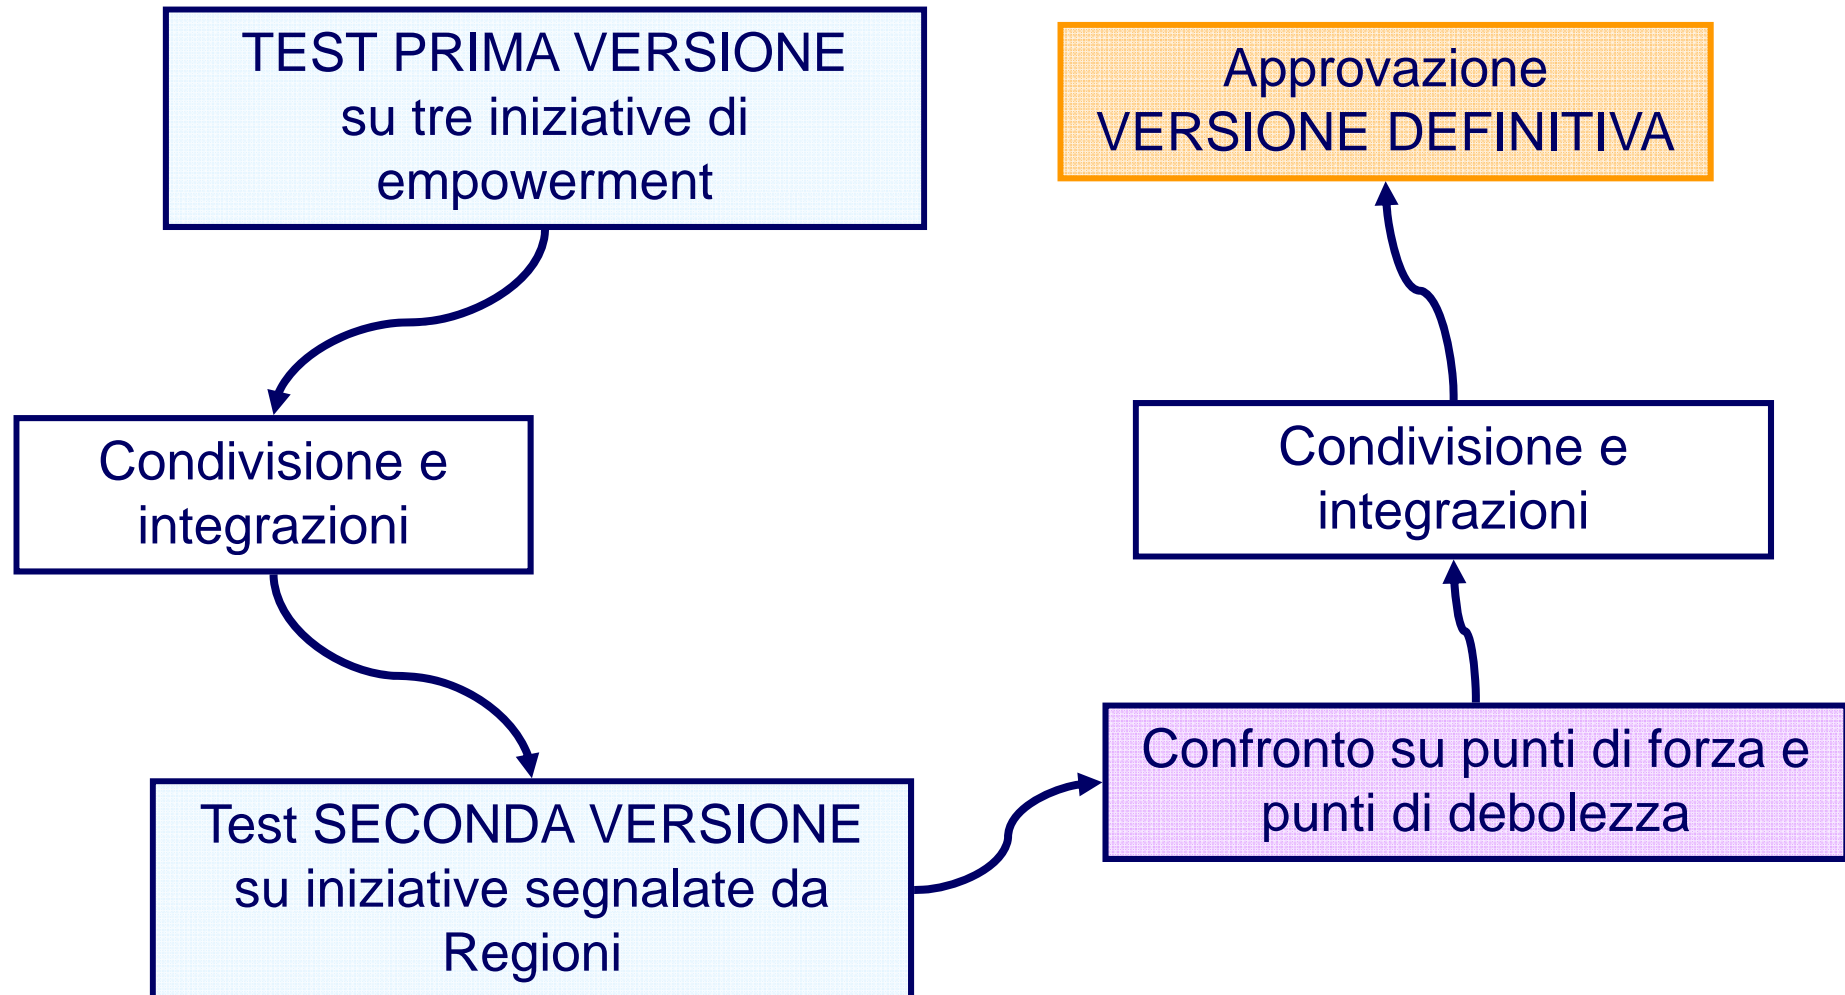 TEST PRIMA VERSIONE
su tre iniziative di
empowerment
Condivisione e
integrazioni
Test SECONDA VERSIONE
su iniziative segnalate da
Regioni
Confronto su punti di forza e
punti di debolezza
Condivisione e
integrazioni
Approvazione
VERSIONE DEFINITIVA